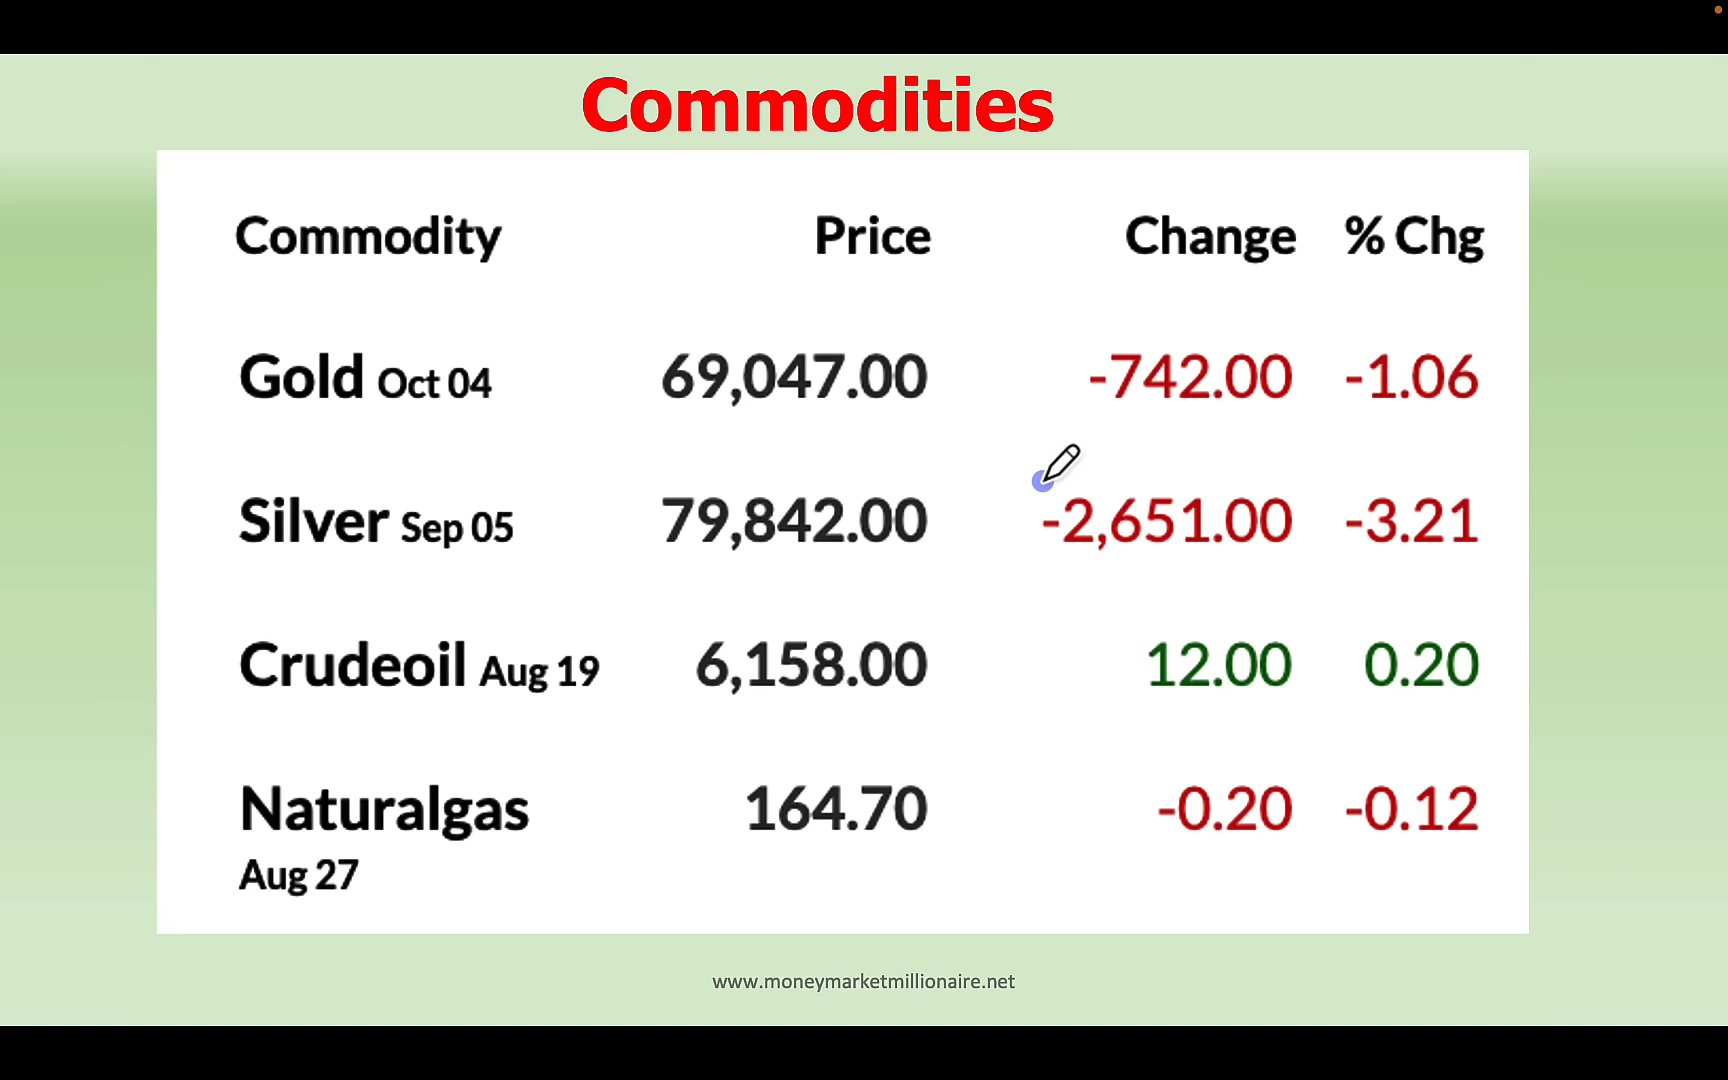 Commodities
Commodity Price Change % Chg
Gold Oct 04 69,047.00 -742.00 -1.06
Silver Sep 05 79,842.00 -2,651.00 -3.21
Crudeoil Aug 19 6,158.00 12.00 0.20
Naturalgas 164.70 -0.20 -0.12
Aug 27
www.moneymarketmillionaire.net